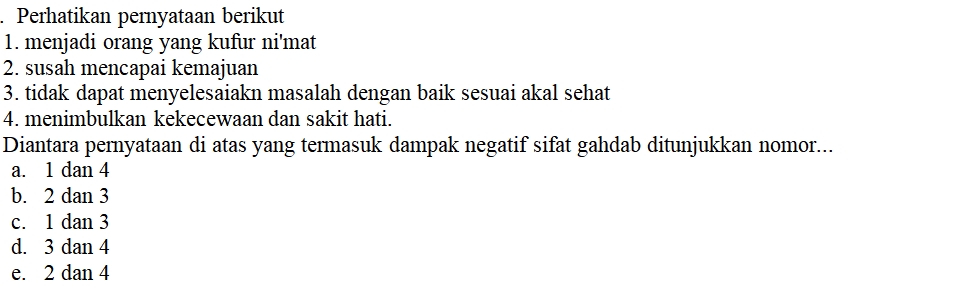 . Perhatikan pernyataan berikut
1. menjadi orang yang kufur ni'mat
2. susah mencapai kemajuan
3. tidak dapat menyelesaiakn masalah dengan baik sesuai akal sehat
4. menimbulkan kekecewaan dan sakit hati.
Diantara pernyataan di atas yang termasuk dampak negatif sifat gahdab ditunjukkan nomor...
a. 1 dan 4
b. 2 dan 3
c. 1 dan 3
d. 3 dan 4
e. 2 dan 4